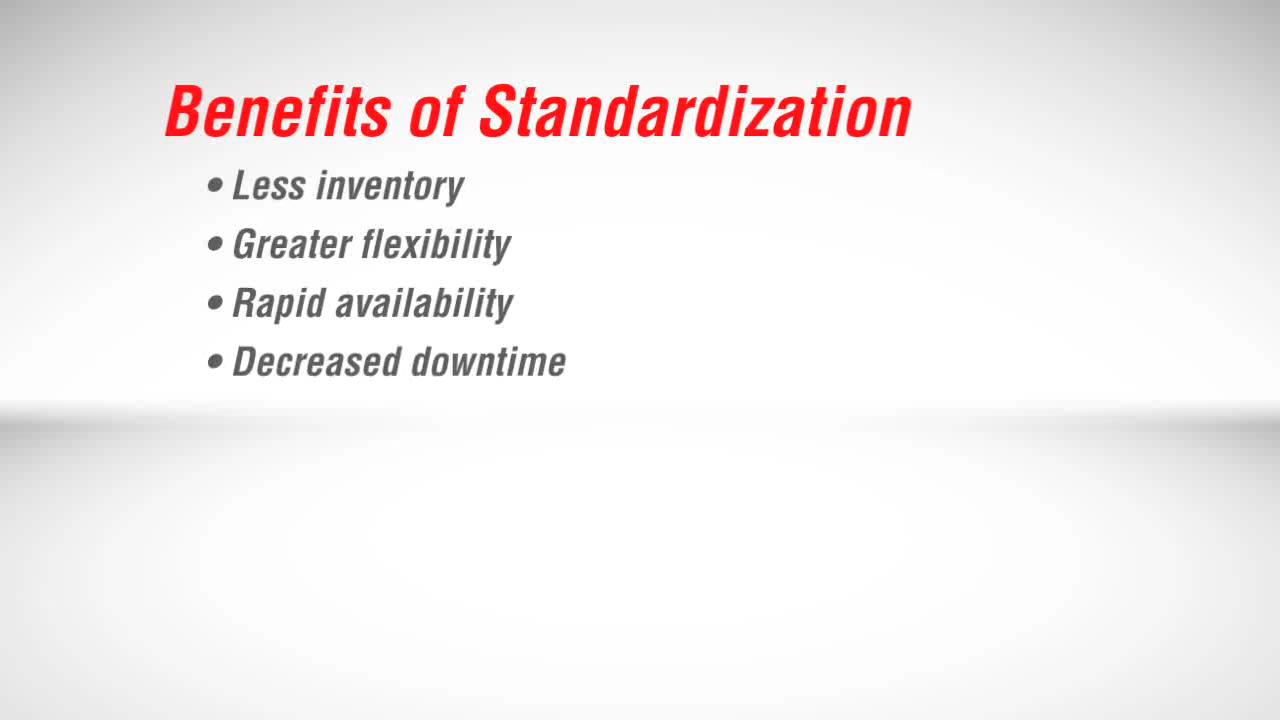 Benefits of Standardization
• Less inventory
• Greater flexibility
• Rapid availability
• Decreased downtime